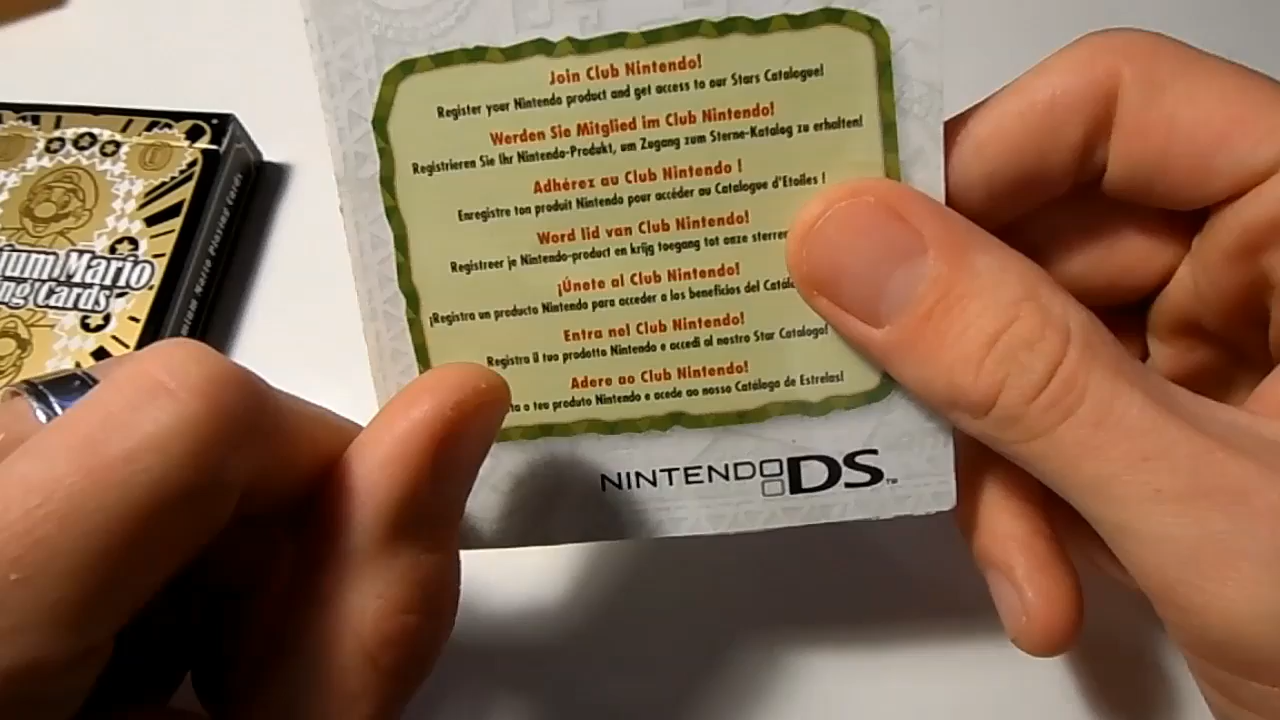 Join Club Nintendo!
Register your Nintendo product and get access to our Stars Catalogue!
Werden Sie Mitglied im Club Nintendo!
Registrieren Sie Ihr Nintendo-Produkt, um Zugang zum Sterne-Katalog zu erhalten!
Adhérez au Club Nintendo !
Enregistre ton produit Nintendo pour accéder au Catalogue d'Etoiles !
Word lid van Club Nintendo!
Registreer je Nintendo-product en krijg toegang tot onze
¡Únete al Club Nintendo!
¡Registra un producto Nintendo para acceder a los beneficios del
Entra nel Club Nintendo!
Registra il tuo prodotto Nintendo e accedi al nostro Star Catalogo!
Adere ao Club Nintendo!
o teu produto Nintendo e acede ao nosso Catálogo de Estrelas!
NINTENDO DS™
Mario
Cards
Mario Playing Cards